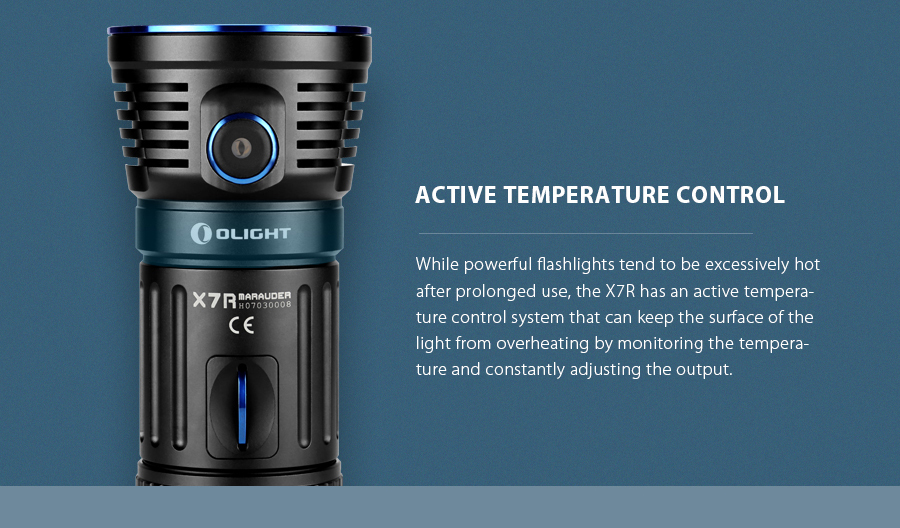 OLIGHT
X7R MARAUDER
H07030008
CE
ACTIVE TEMPERATURE CONTROL
While powerful flashlights tend to be excessively hot
after prolonged use, the X7R has an active tempera-
ture control system that can keep the surface of the
light from overheating by monitoring the tempera-
ture and constantly adjusting the output.